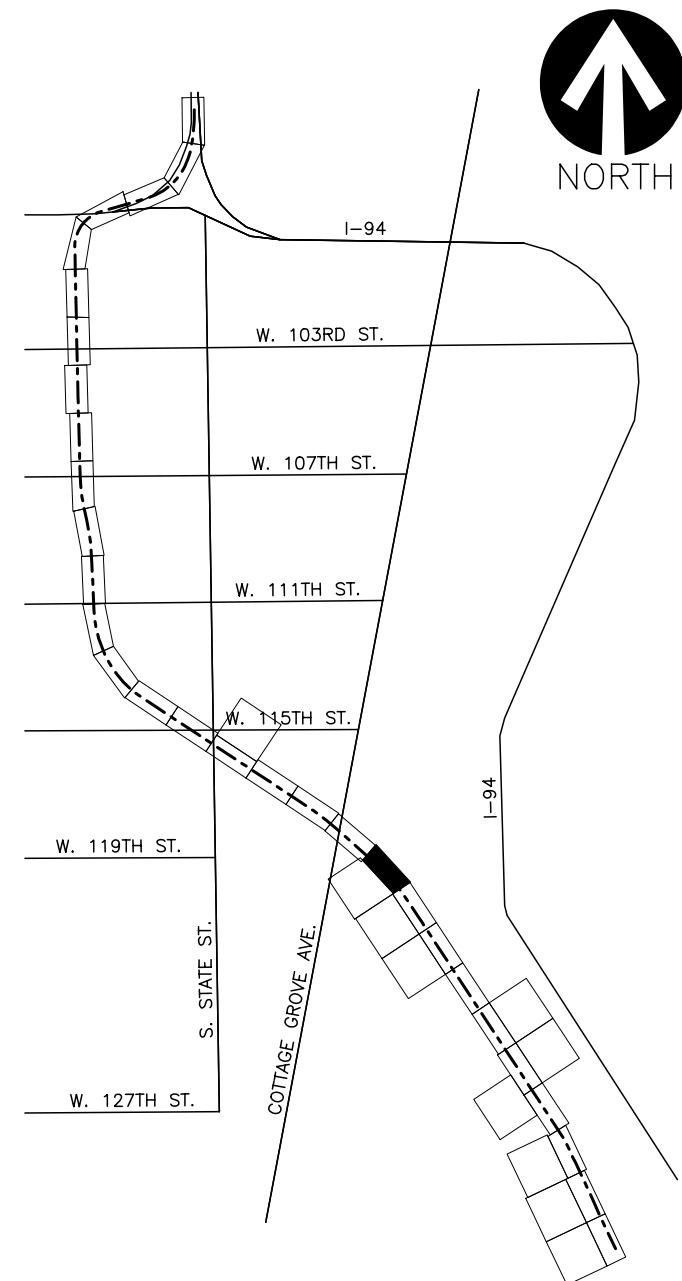 NORTH
I-94
W. 103RD ST.
W. 107TH ST.
W. 111TH ST.
W. 115TH ST.
I-94
W. 119TH ST.
S. STATE ST.
COTTAGE GROVE AVE.
W. 127TH ST.